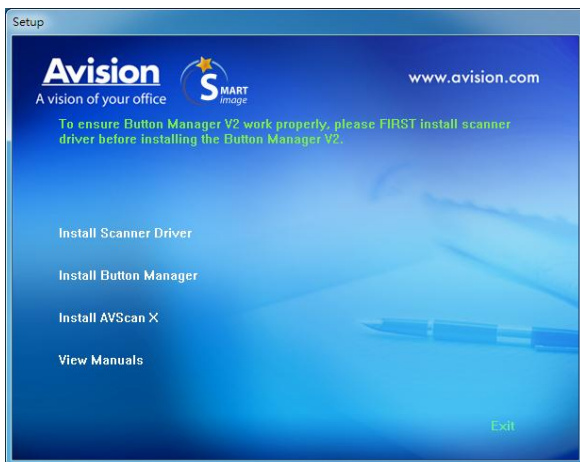 Setup
Avision
A vision of your office
SMART
Image
www.avision.com
To ensure Button Manager V2 work properly, please FIRST install scanner
driver before installing the Button Manager V2.
Install Scanner Driver
Install Button Manager
Install AVScan X
View Manuals
Exit